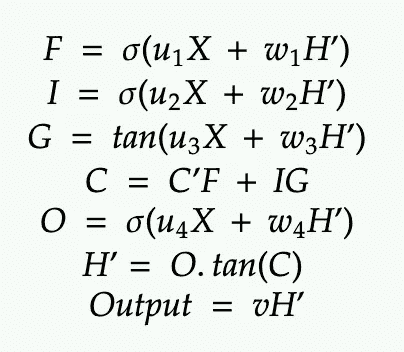 F = σ(u₁X + w₁H′)
I = σ(u₂X + w₂H′)
G = tan(u₃X + w₃H′)
C = C′F + IG
O = σ(u₄X + w₄H′)
H′ = O. tan(C)
Output = vH′